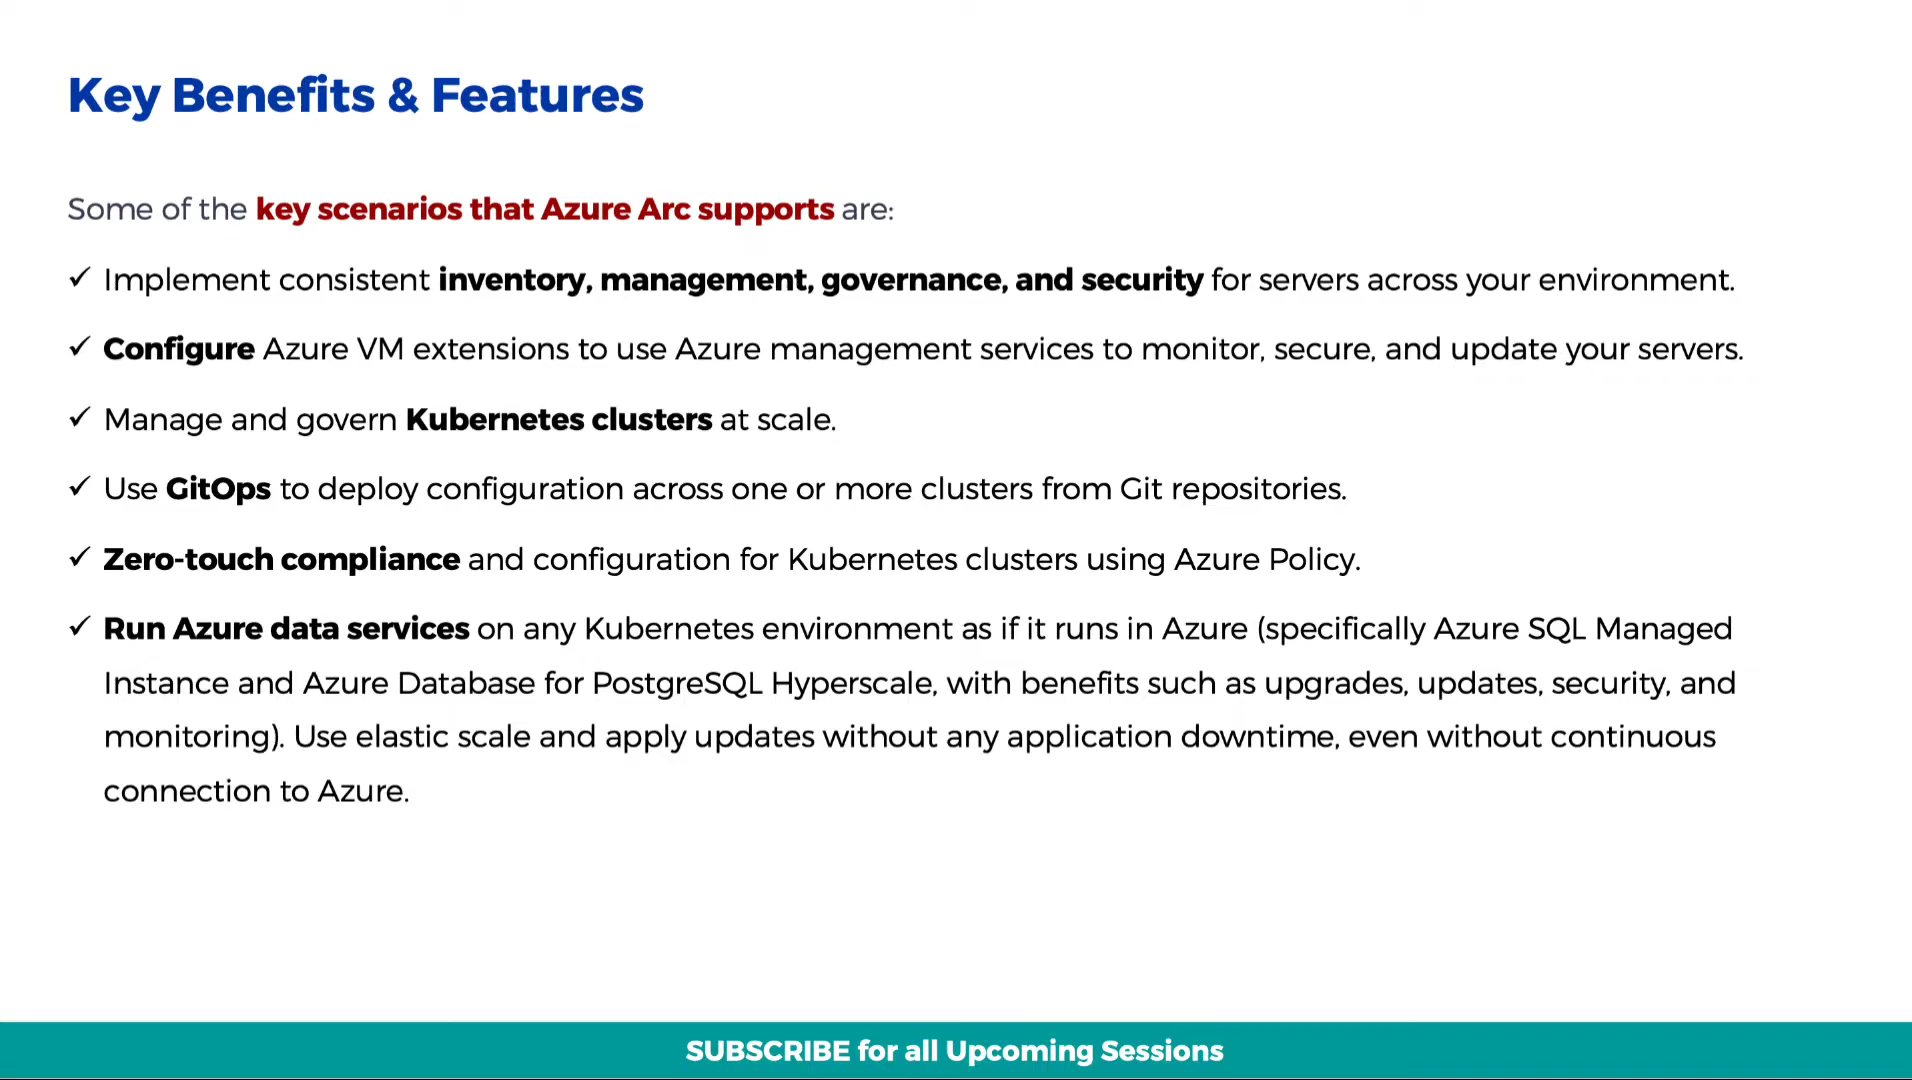 Key Benefits & Features
Some of the key scenarios that Azure Arc supports are:
✓ Implement consistent inventory, management, governance, and security for servers across your environment.
✓ Configure Azure VM extensions to use Azure management services to monitor, secure, and update your servers.
✓ Manage and govern Kubernetes clusters at scale.
✓ Use GitOps to deploy configuration across one or more clusters from Git repositories.
✓ Zero-touch compliance and configuration for Kubernetes clusters using Azure Policy.
✓ Run Azure data services on any Kubernetes environment as if it runs in Azure (specifically Azure SQL Managed
Instance and Azure Database for PostgreSQL Hyperscale, with benefits such as upgrades, updates, security, and
monitoring). Use elastic scale and apply updates without any application downtime, even without continuous
connection to Azure.
SUBSCRIBE for all Upcoming Sessions